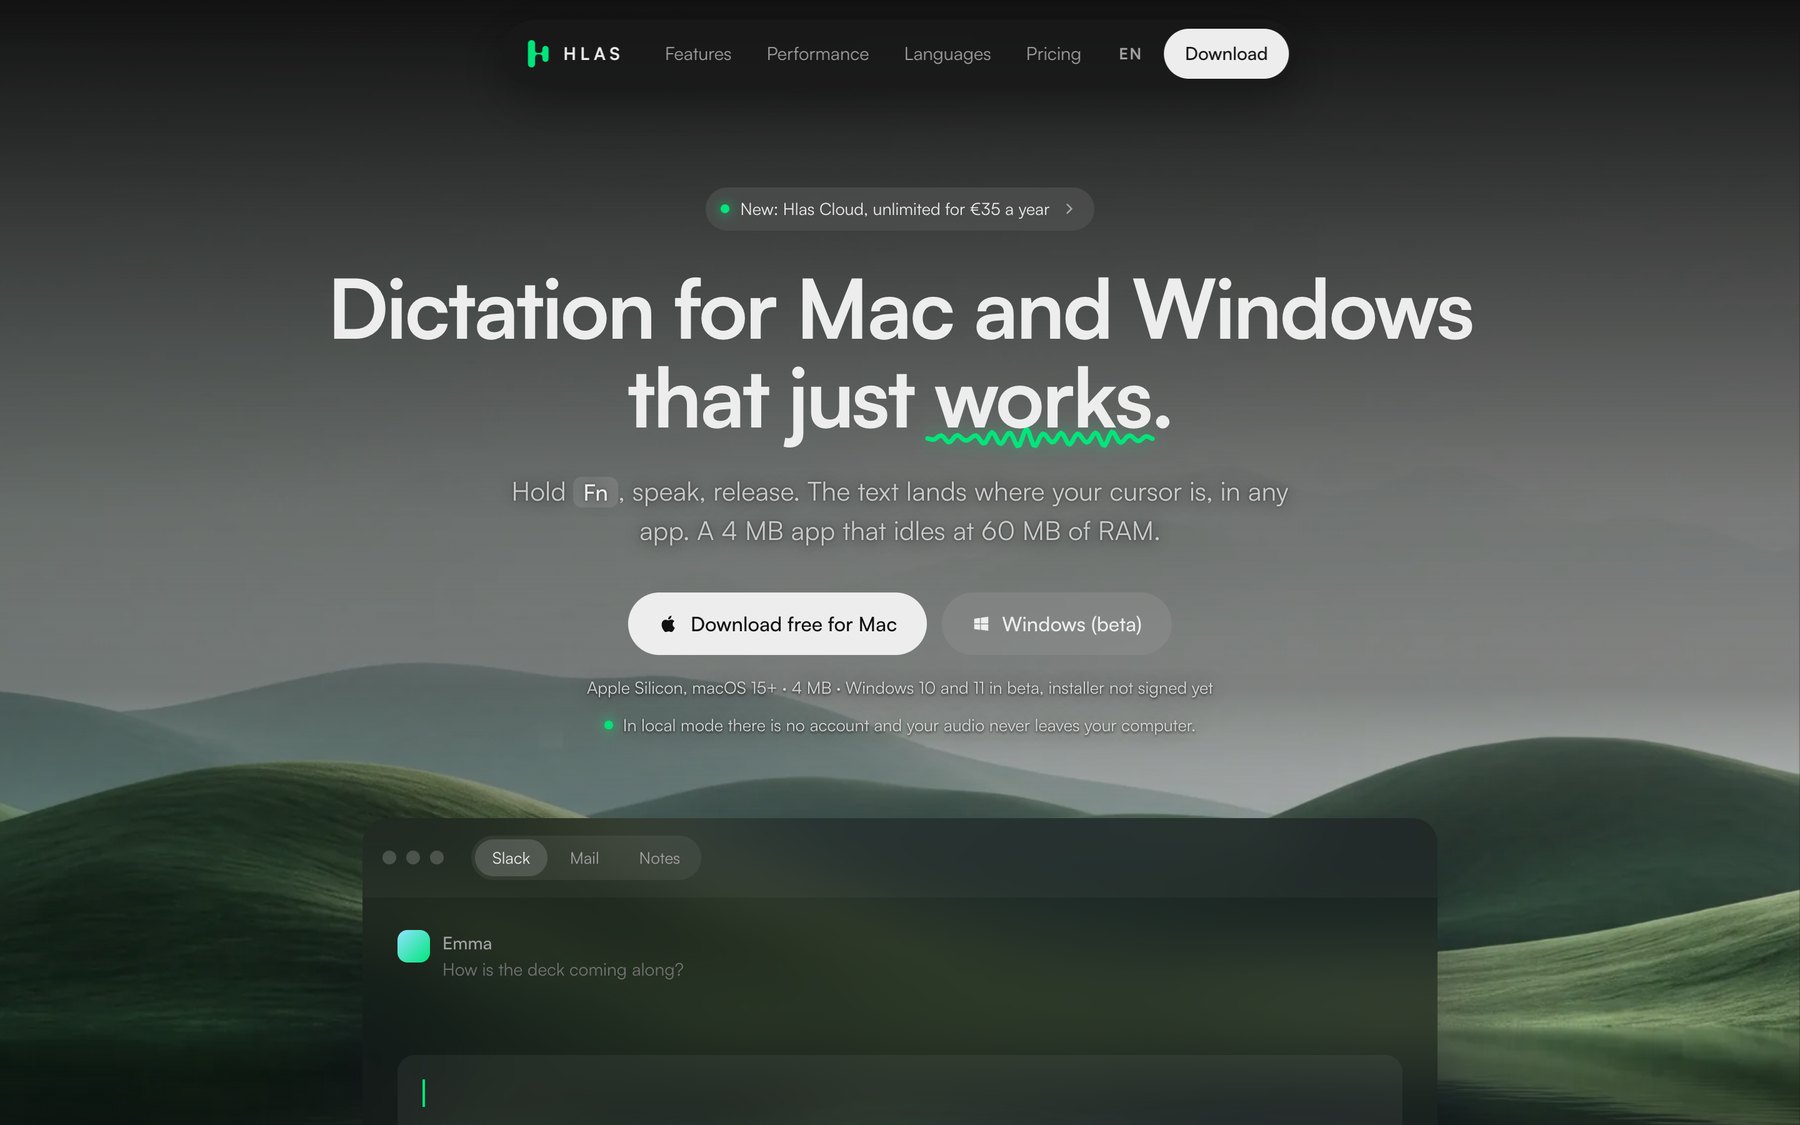 HLAS Features Performance Languages Pricing EN Download
New: Hlas Cloud, unlimited for €35 a year
Dictation for Mac and Windows
that just works.
Hold Fn, speak, release. The text lands where your cursor is, in any
app. A 4 MB app that idles at 60 MB of RAM.
Download free for Mac Windows (beta)
Apple Silicon, macOS 15+ · 4 MB · Windows 10 and 11 in beta, installer not signed yet
In local mode there is no account and your audio never leaves your computer.
Slack Mail Notes
Emma
How is the deck coming along?